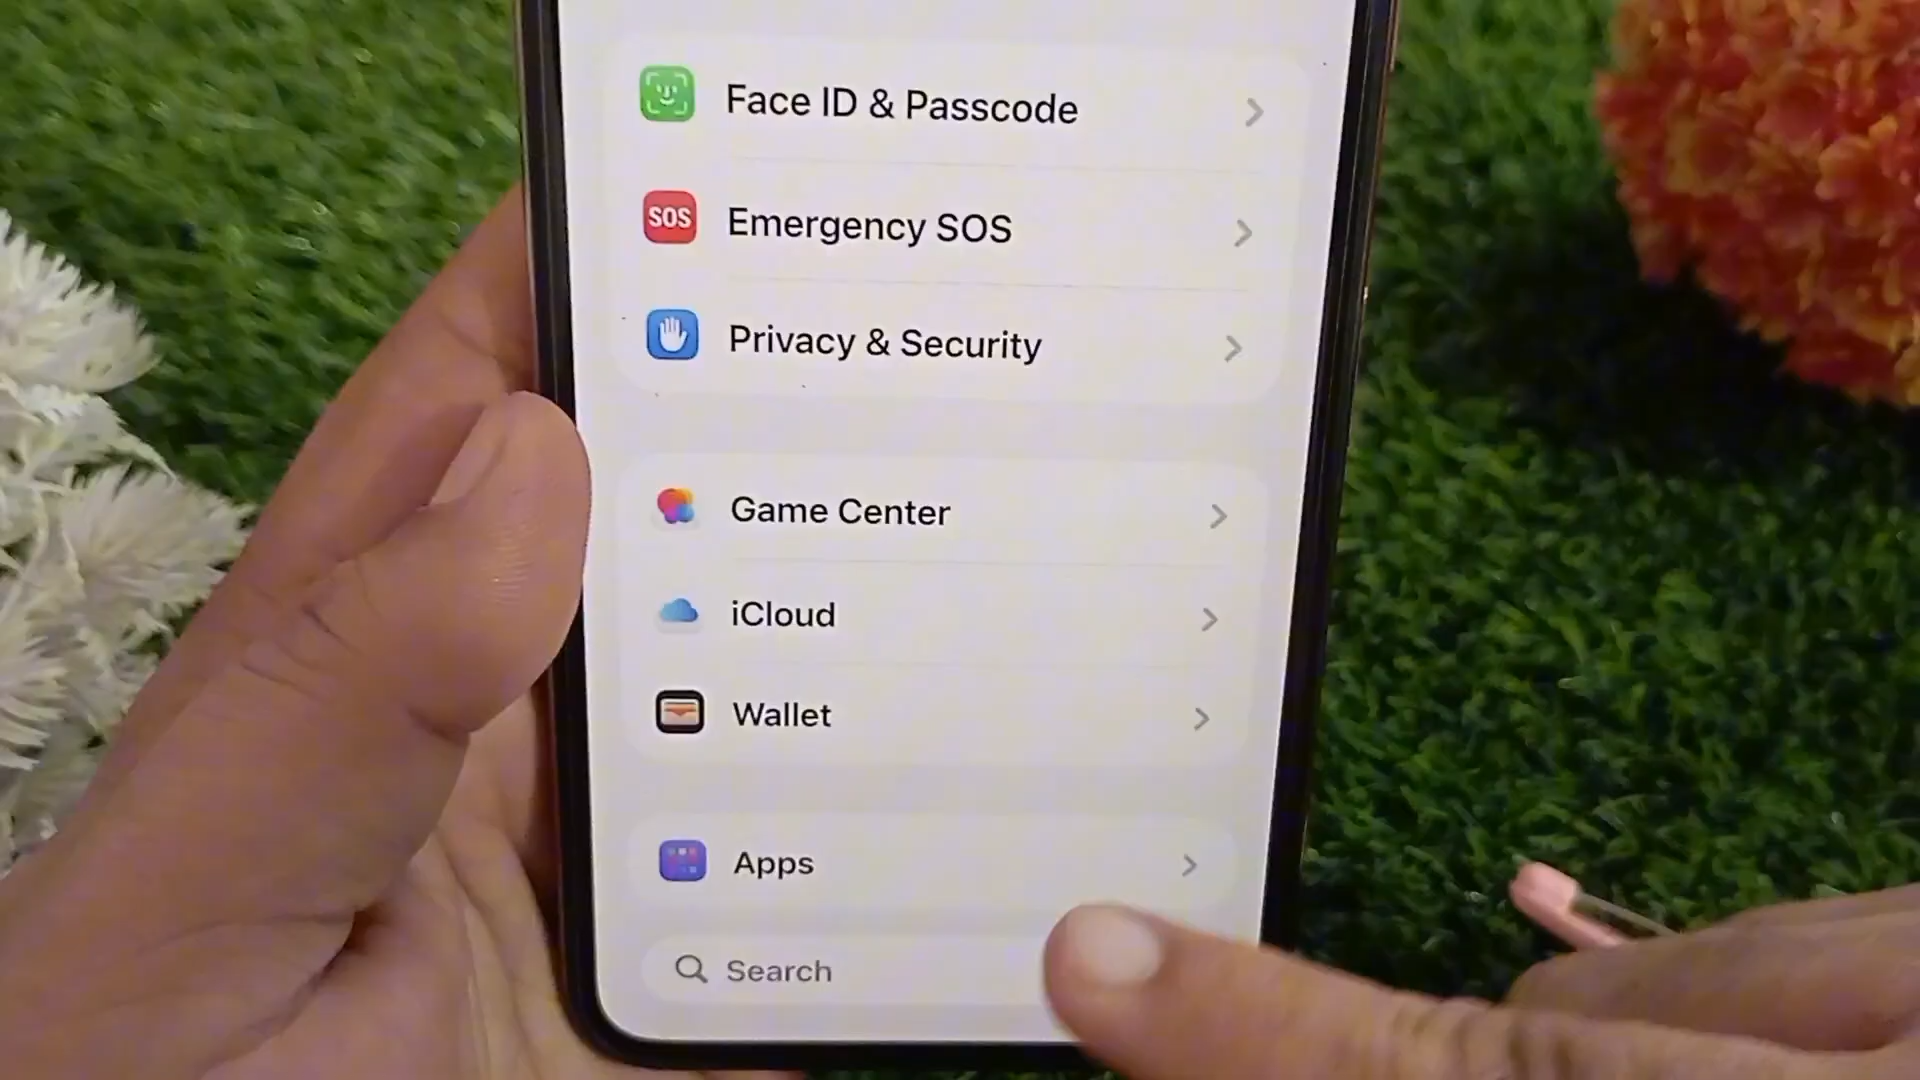 Face ID & Passcode
SOS
Emergency SOS
Privacy & Security
Game Center
iCloud
Wallet
Apps
Search